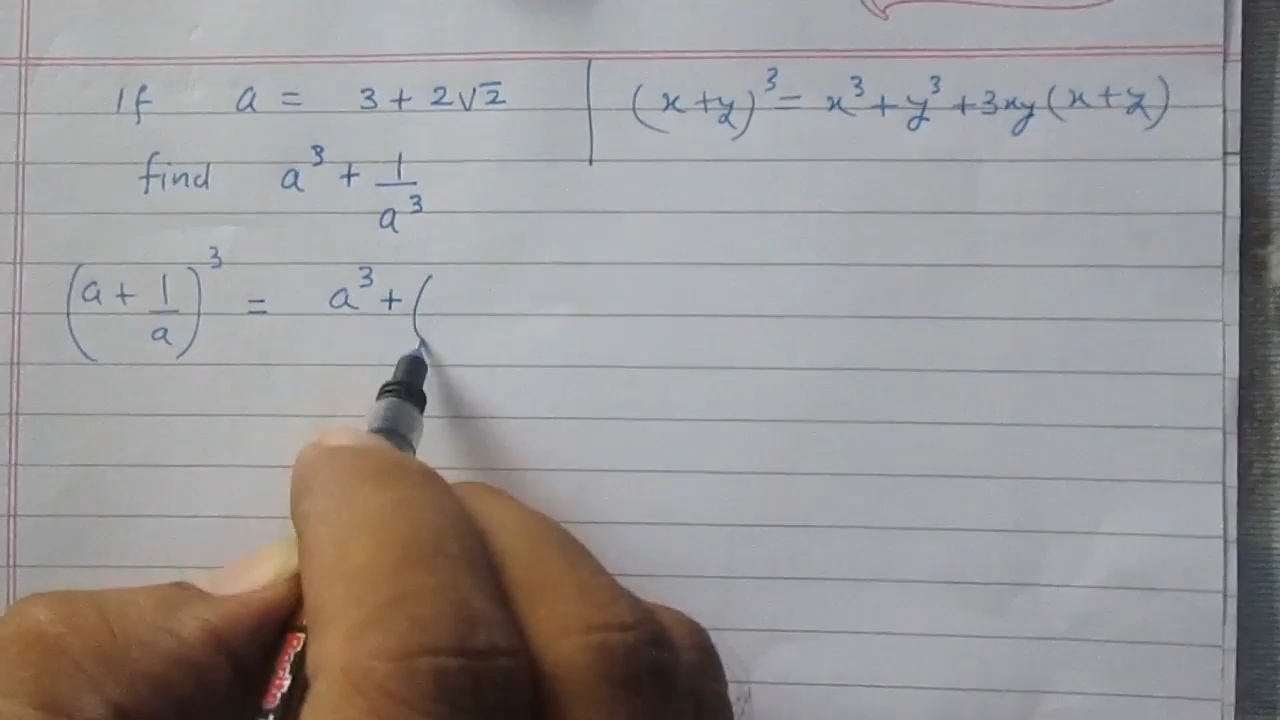 If a = 3 + 2√2
(x + y)³ = x³ + y³ + 3xy(x + y)
find a³ + 1/a³
(a + 1/a)³ = a³ + (